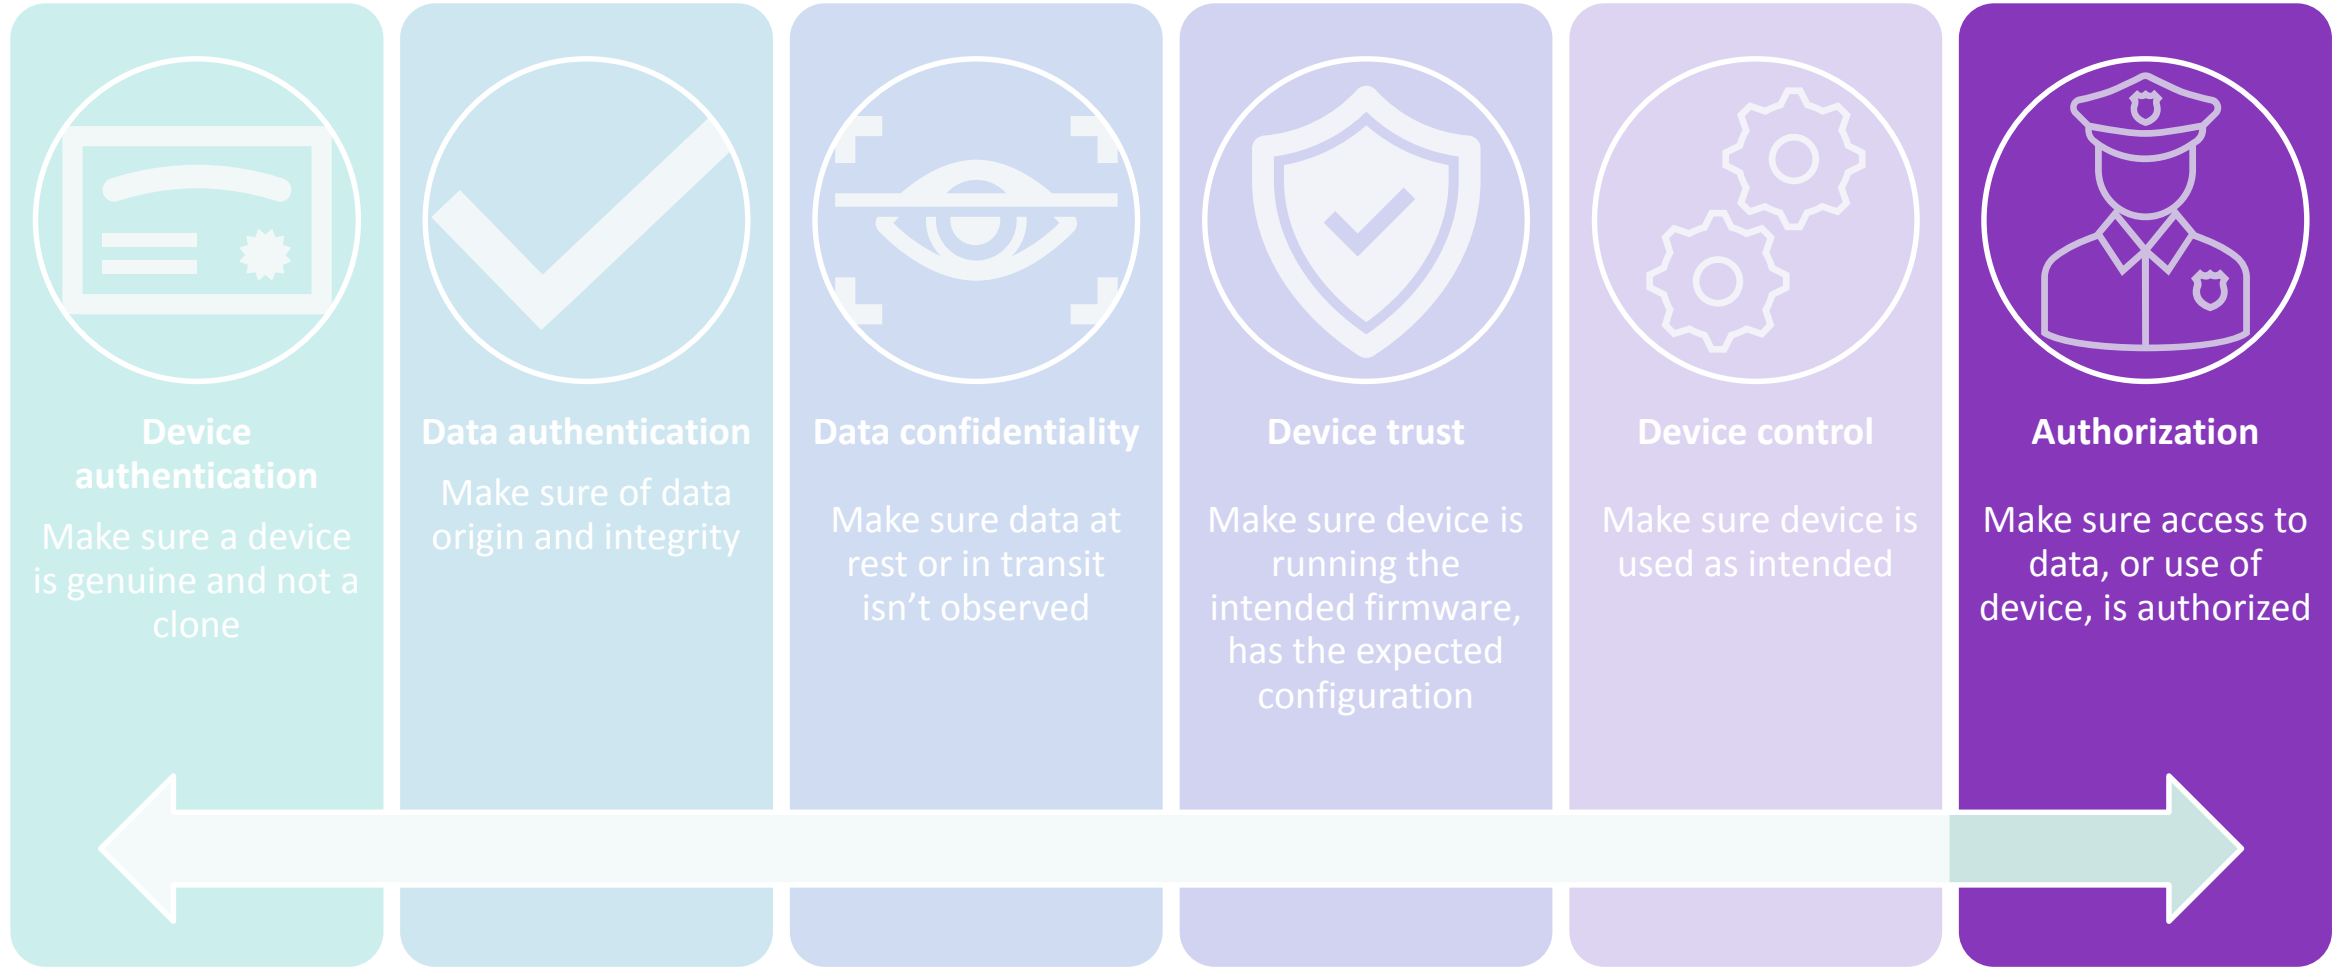 Device
authentication
Make sure a device
is genuine and not a
clone
Data authentication
Make sure of data
origin and integrity
Data confidentiality
Make sure data at
rest or in transit
isn’t observed
Device trust
Make sure device is
running the
intended firmware,
has the expected
configuration
Device control
Make sure device is
used as intended
Authorization
Make sure access to
data, or use of
device, is authorized